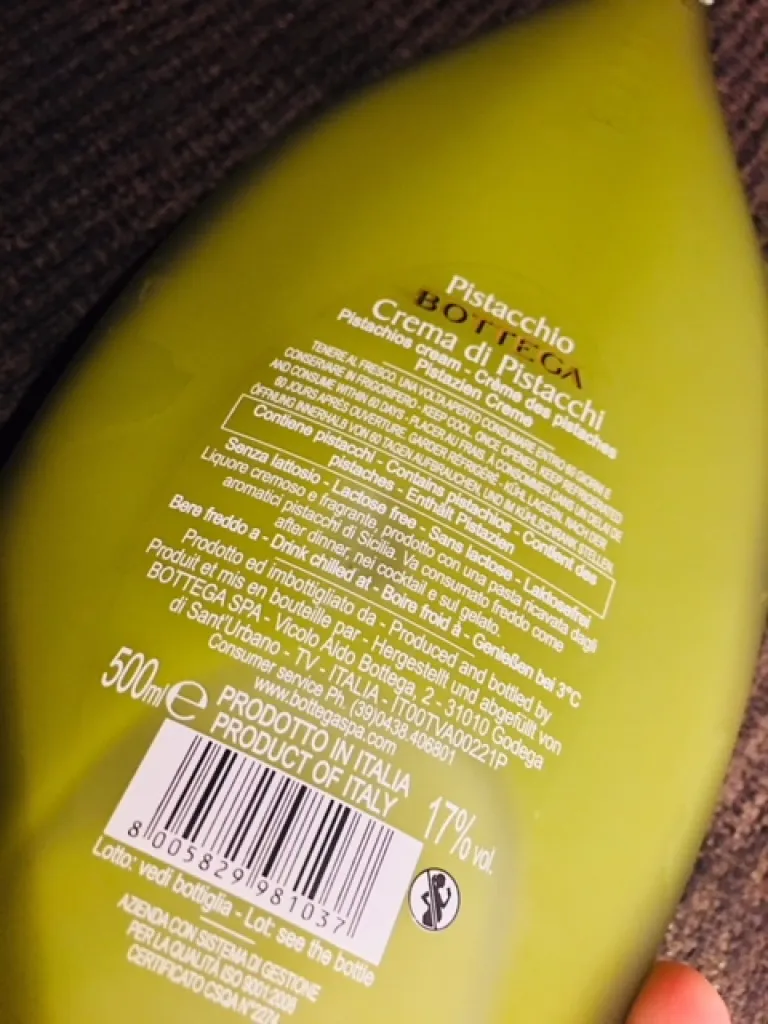 Pistacchio
BOTTEGA
Crema di Pistacchi
Pistachios cream - Crème des pistaches
Pistazien Creme
TENERE AL FRESCO, UNA VOLTA APERTO CONSUMARE ENTRO 60 GIORNI E
CONSERVARE IN FRIGORIFERO - KEEP COOL, ONCE OPENED, KEEP REFRIGERATED
AND CONSUME WITHIN 60 DAYS - PLACER AU FRAIS, À CONSOMMER DANS UN DELAI DE
60 JOURS APRÈS OUVERTURE, GARDER RÉFRIGÉRÉ - KÜHL LAGERN, NACH DER
ÖFFNUNG INNERHALB VON 60 TAGEN AUFBRAUCHEN, UND IM KÜHLSCHRANK STELLEN.
Contiene pistacchi - Contains pistachios - Contient des
pistaches - Enthält Pistazien
Senza lattosio - Lactose free - Sans lactose - Laktosefrei
Liquore cremoso e fragrante, prodotto con una pasta ricavata dagli
aromatici pistacchi di Sicilia. Va consumato freddo come
after dinner, nei cocktail e sul gelato.
Bere freddo a - Drink chilled at - Boire froid à - Genießen bei 3°C
Prodotto ed imbottigliato da - Produced and bottled by
Produit et mis en bouteille par - Hergestellt und abgefüllt von
BOTTEGA SPA - Vicolo Aldo Bottega, 2 - 31010 Godega
di Sant'Urbano - TV - ITALIA - IT00TVA00221P
Consumer service Ph. (39)0438.406801
www.bottegaspa.com
500ml e PRODOTTO IN ITALIA
PRODUCT OF ITALY
17% vol.
8 005829 981037
Lotto: vedi bottiglia - Lot: see the bottle
AZIENDA CON SISTEMA DI GESTIONE
PER LA QUALITÀ ISO 9001:2008
CERTIFICATO CSQA N°2274